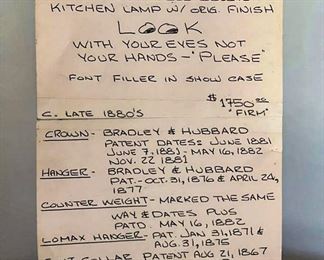 KITCHEN LAMP W/ ORIG. FINISH
LOOK
WITH YOUR EYES NOT
YOUR HANDS-"PLEASE"
FONT FILLER IN SHOW CASE
$1750.00
"FIRM"
C. LATE 1880'S
CROWN- BRADLEY & HUBBARD
PATENT DATES: JUNE 1881
JUNE 7, 1881 - MAY 16, 1882
NOV. 22 1881
HANGER- BRADLEY & HUBBARD
PAT.- OCT. 31, 1876 & APRIL 24,
1877
COUNTER WEIGHT- MARKED THE SAME
WAY & DATES PLUS
PATD. MAY 16, 1882
LOMAX HANGER- PAT. JAN 31, 1871 &
AUG. 31, 1875
COLLAR PATENT AUG 21, 1867